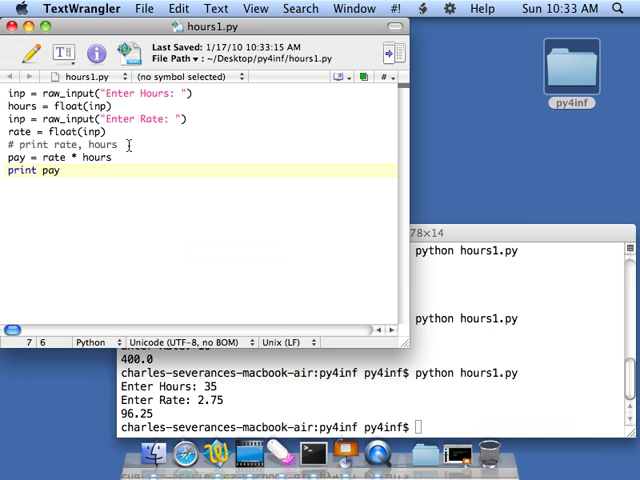 TextWrangler File Edit Text View Search Window #! Help Sun 10:33 AM
hours1.py
Last Saved: 1/17/10 10:33:15 AM
File Path ▾: ~/Desktop/py4inf/hours1.py
hours1.py (no symbol selected) #
inp = raw_input("Enter Hours: ")
hours = float(inp)
inp = raw_input("Enter Rate: ")
rate = float(inp)
# print rate, hours
pay = rate * hours
print pay
7 6 Python Unicode (UTF-8, no BOM) Unix (LF)
py4inf
78×14
python hours1.py
python hours1.py
400.0
charles-severances-macbook-air:py4inf py4inf$ python hours1.py
Enter Hours: 35
Enter Rate: 2.75
96.25
charles-severances-macbook-air:py4inf py4inf$